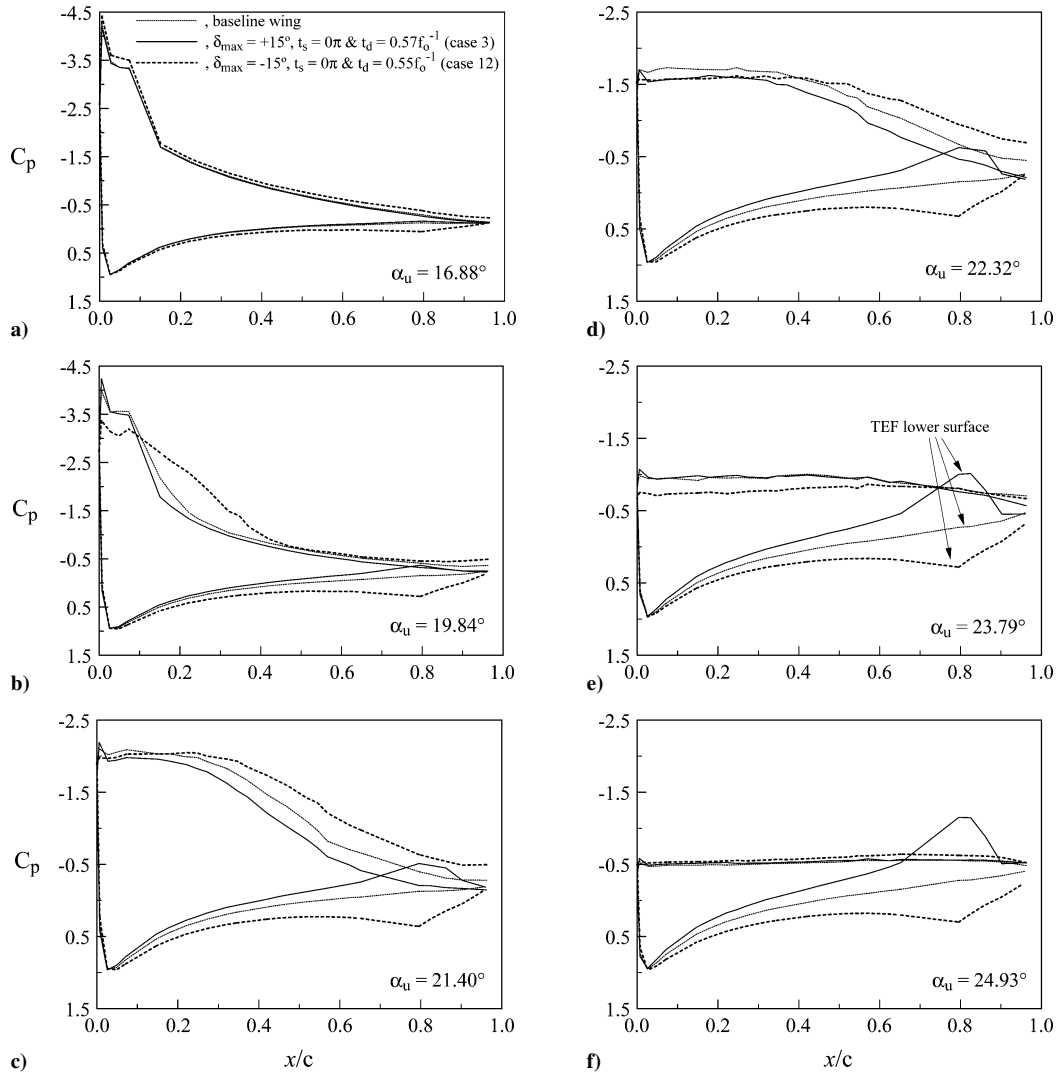 -4.5
-3.5
-2.5
-1.5
-0.5
0.5
1.5
Cp
, baseline wing
, δmax = +15º, ts = 0π & td = 0.57fo-1 (case 3)
, δmax = -15º, ts = 0π & td = 0.55fo-1 (case 12)
αu = 16.88°
0.0 0.2 0.4 0.6 0.8 1.0
a)
-2.5
-1.5
-0.5
0.5
1.5
Cp
αu = 22.32°
0.0 0.2 0.4 0.6 0.8 1.0
d)
-4.5
-3.5
-2.5
-1.5
-0.5
0.5
1.5
αu = 19.84°
0.0 0.2 0.4 0.6 0.8 1.0
b)
-2.5
-1.5
-0.5
0.5
1.5
TEF lower surface
αu = 23.79°
0.0 0.2 0.4 0.6 0.8 1.0
e)
-2.5
-1.5
-0.5
0.5
1.5
Cp
αu = 21.40°
0.0 0.2 0.4 0.6 0.8 1.0
c)
x/c
-2.5
-1.5
-0.5
0.5
1.5
αu = 24.93°
0.0 0.2 0.4 0.6 0.8 1.0
f)
x/c